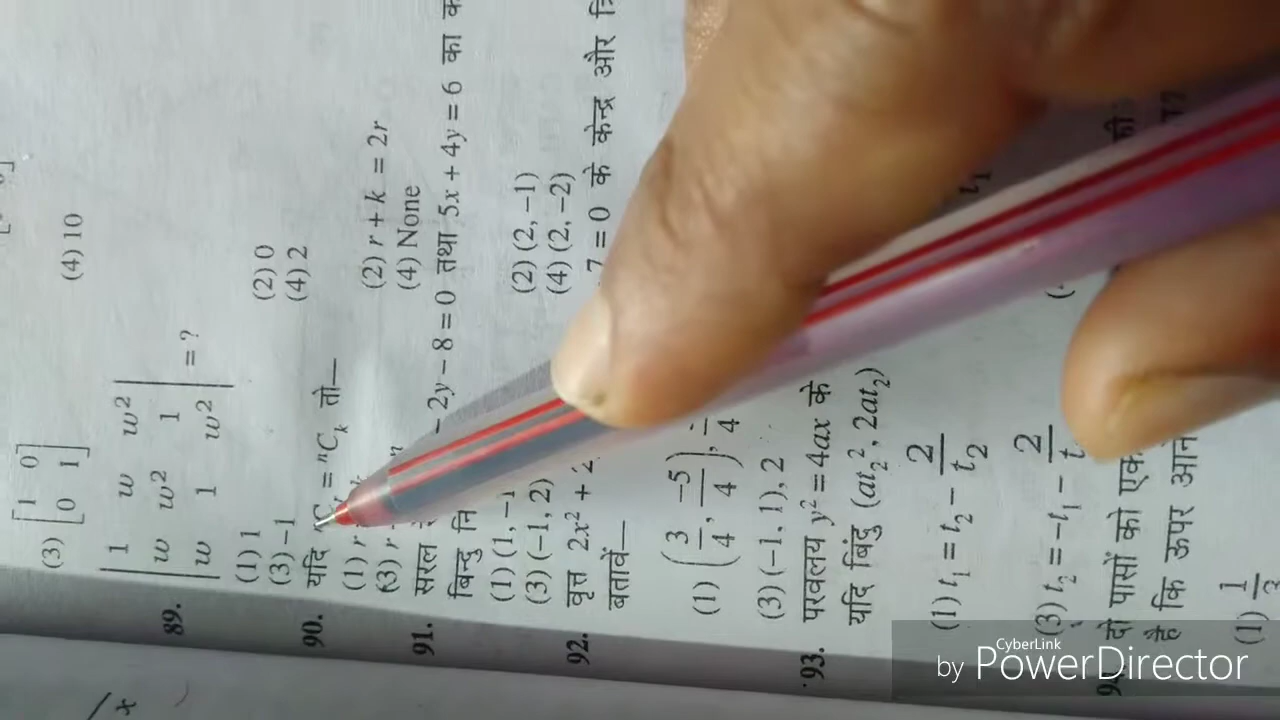 (3) [1 0
0 1]
(4) 10
89.
|1 w w²
w w² 1
w 1 w²| = ?
(1) 1 (2) 0
(3) –1 (4) 2
90. यदि = ⁿCₖ तो—
(1) r (2) r + k = 2r
(3) r (4) None
91. सरल – 2y – 8 = 0 तथा 5x + 4y = 6 का
बिन्दु
(1) (1, –1 (2) (2, –1)
(3) (–1, 2) (4) (2, –2)
92. वृत्त 2x² + 7 = 0 के केन्द्र और
बतावें—
(1) (3/4, –5/4),
(3) (–1, 1), 2
93. परवलय y² = 4ax के
यदि बिंदु (at₂², 2at₂)
t₁
(1) t₁ = t₂ – 2/t₂
(3) t₂ = –t₁ – 2/t
दो पासों को एक की
है कि ऊपर आने
(1) 1/3
x
CyberLink
by PowerDirector